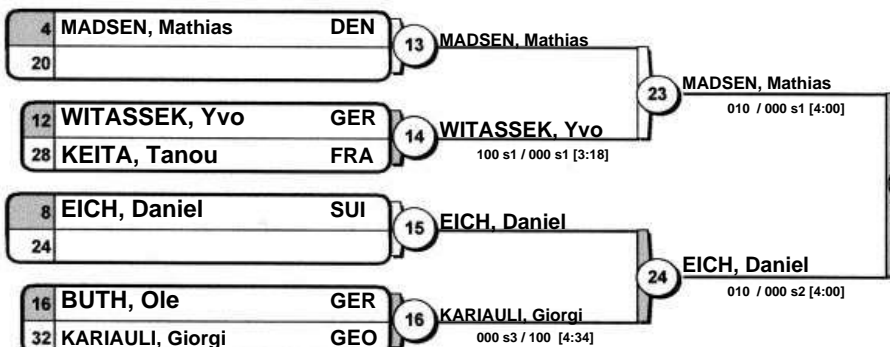 4 MADSEN, Mathias DEN
20
13
MADSEN, Mathias
12 WITASSEK, Yvo GER
28 KEITA, Tanou FRA
14
WITASSEK, Yvo
100 s1 / 000 s1 [3:18]
23
MADSEN, Mathias
010 / 000 s1 [4:00]
8 EICH, Daniel SUI
24
15
EICH, Daniel
16 BUTH, Ole GER
32 KARIAULI, Giorgi GEO
16
KARIAULI, Giorgi
000 s3 / 100 [4:34]
24
EICH, Daniel
010 / 000 s2 [4:00]